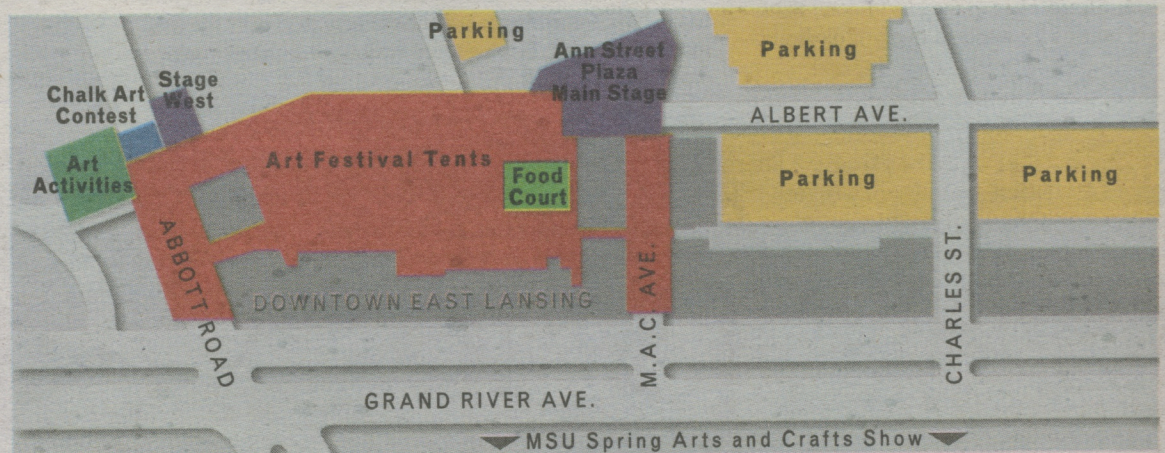 Parking
Ann Street
Plaza
Main Stage
Parking
Stage
West
Chalk Art
Contest
ALBERT AVE.
Art
Activities
Art Festival Tents
Food
Court
Parking
Parking
ABBOTT ROAD
DOWNTOWN EAST LANSING
M.A.C. AVE.
CHARLES ST.
GRAND RIVER AVE.
MSU Spring Arts and Crafts Show